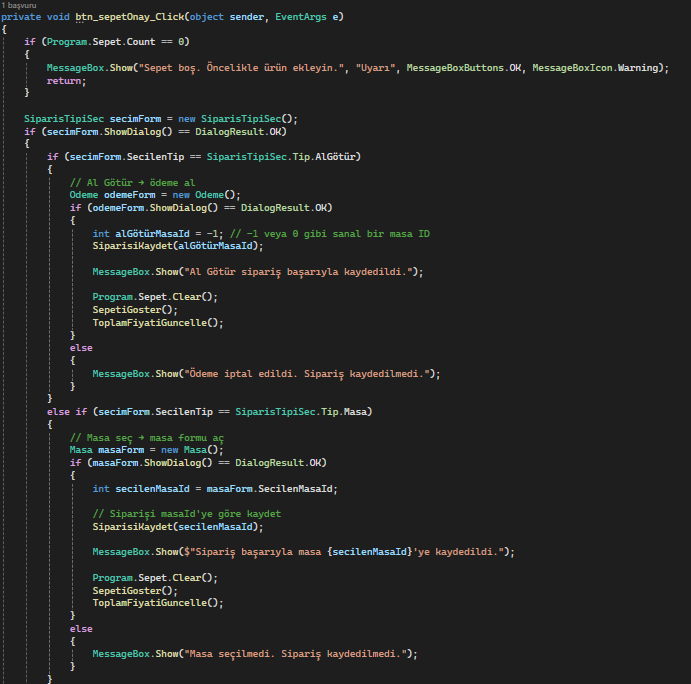 1 başvuru
private void btn_sepetOnay_Click(object sender, EventArgs e)
{
if (Program.Sepet.Count == 0)
{
MessageBox.Show("Sepet boş. Öncelikle ürün ekleyin.", "Uyarı", MessageBoxButtons.OK, MessageBoxIcon.Warning);
return;
}
SiparisTipiSec secimForm = new SiparisTipiSec();
if (secimForm.ShowDialog() == DialogResult.OK)
{
if (secimForm.SecilenTip == SiparisTipiSec.Tip.AlGötür)
{
// Al Götür → ödeme al
Odeme odemeForm = new Odeme();
if (odemeForm.ShowDialog() == DialogResult.OK)
{
int alGötürMasaId = -1; // -1 veya 0 gibi sanal bir masa ID
SiparisiKaydet(alGötürMasaId);
MessageBox.Show("Al Götür sipariş başarıyla kaydedildi.");
Program.Sepet.Clear();
SepetiGoster();
ToplamFiyatiGuncelle();
}
else
{
MessageBox.Show("Ödeme iptal edildi. Sipariş kaydedilmedi.");
}
}
else if (secimForm.SecilenTip == SiparisTipiSec.Tip.Masa)
{
// Masa seç → masa formu aç
Masa masaForm = new Masa();
if (masaForm.ShowDialog() == DialogResult.OK)
{
int secilenMasaId = masaForm.SecilenMasaId;
// Siparişi masaId'ye göre kaydet
SiparisiKaydet(secilenMasaId);
MessageBox.Show($"Sipariş başarıyla masa {secilenMasaId}'ye kaydedildi.");
Program.Sepet.Clear();
SepetiGoster();
ToplamFiyatiGuncelle();
}
else
{
MessageBox.Show("Masa seçilmedi. Sipariş kaydedilmedi.");
}
}